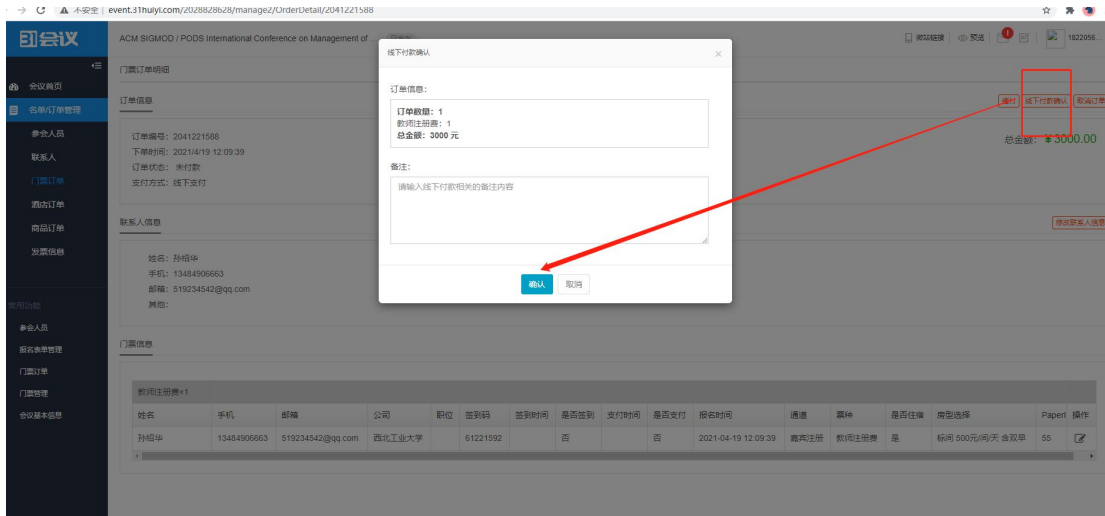 不安全 | event.31huiyi.com/2028828628/manage2/OrderDetail/2041221588
31会议
ACM SIGMOD / PODS International Conference on Management of ...
微站链接
预览
1822056...
门票订单明细
会议首页
名单/订单管理
参会人员
联系人
门票订单
酒店订单
商品订单
发票信息
常用功能
参会人员
报名表单管理
门票订单
门票管理
会议基本信息
订单信息
线下付款确认
取消订单
订单编号：2041221588
下单时间：2021/4/19 12:09:39
订单状态： 未付款
支付方式：线下支付
总金额：￥3000.00
线下付款确认
×
订单信息：
订单数量：1
教师注册费：1
总金额：3000 元
备注：
请输入线下付款相关的备注内容
确认
取消
联系人信息
修改联系人信息
姓名：孙绍华
手机：13484906663
邮箱：519234542@qq.com
其他：
门票信息
教师注册费×1
姓名 手机 邮箱 公司 职位 签到码 签到时间 是否签到 支付时间 是否支付 报名时间 通道 票种 是否住宿 房型选择 PaperI 操作
孙绍华 13484906663 519234542@qq.com 西北工业大学 61221592 否 否 2021-04-19 12:09:39 嘉宾注册 教师注册费 是 标间 500元/间/天 含双早 55